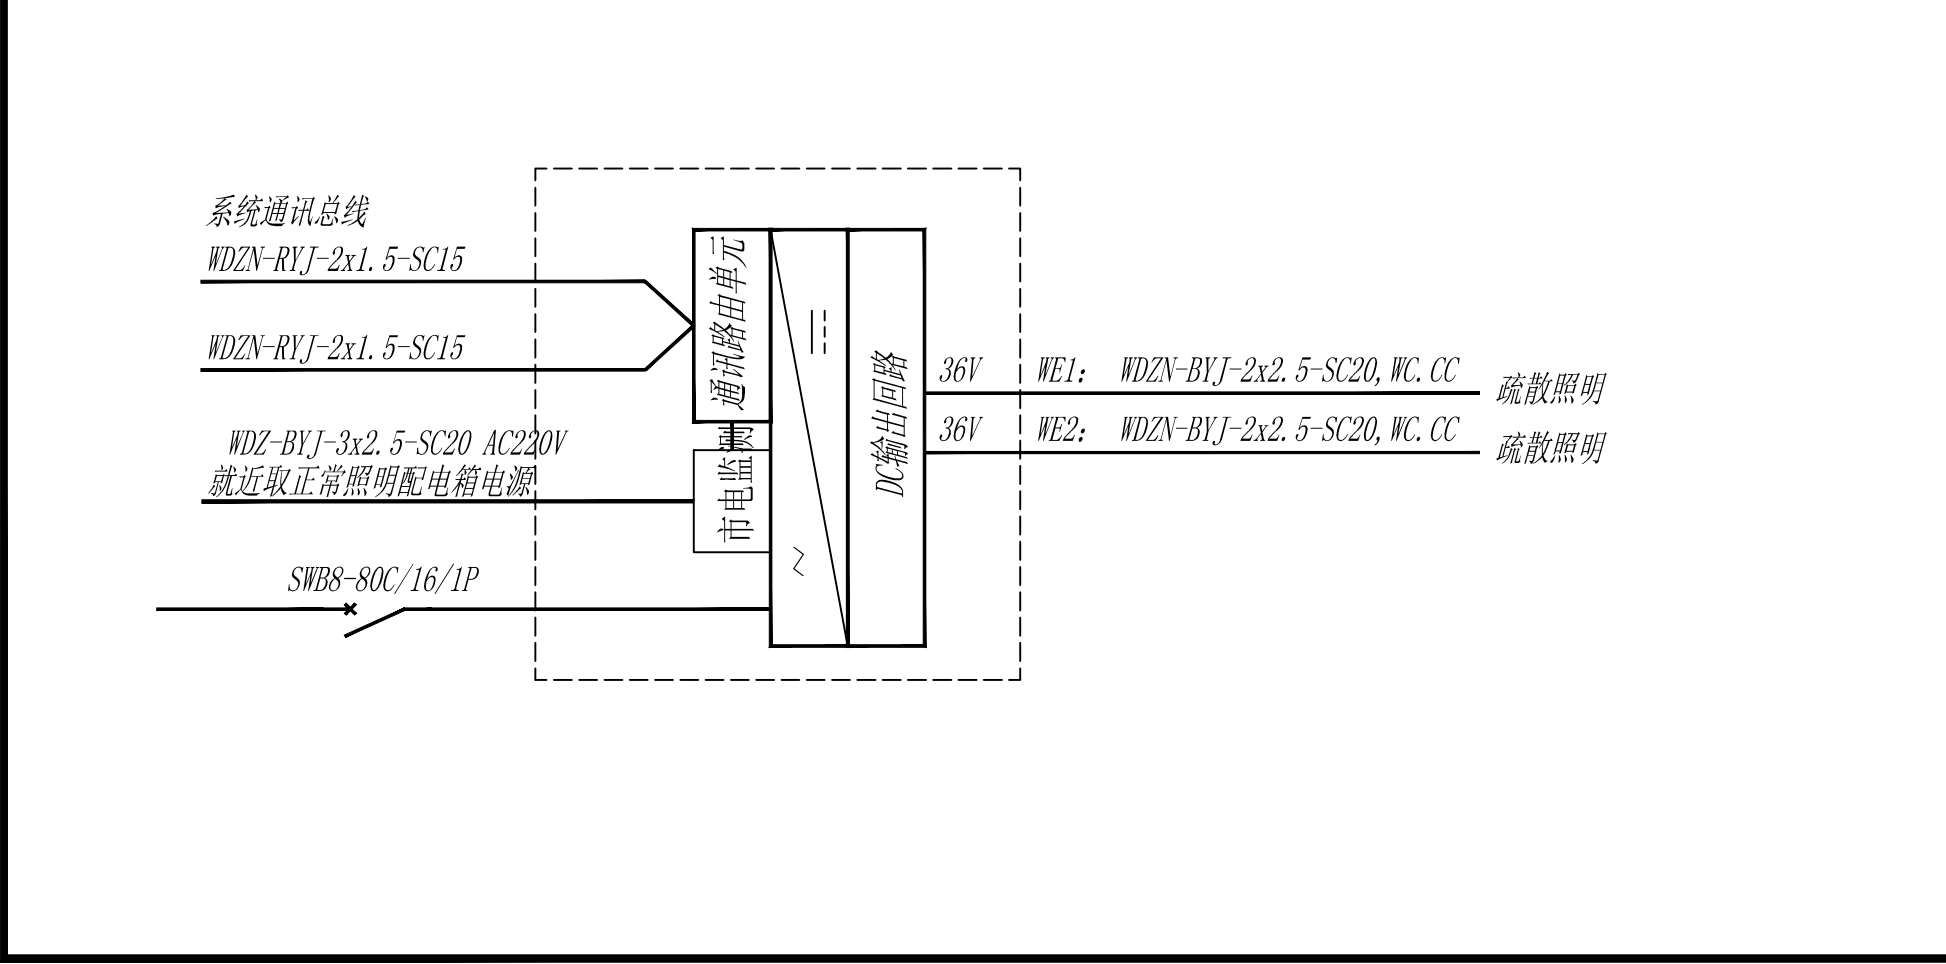 系统通讯总线
WDZN-RYJ-2x1.5-SC15
WDZN-RYJ-2x1.5-SC15
WDZ-BYJ-3x2.5-SC20 AC220V
就近取正常照明配电箱电源
SWB8-80C/16/1P
通讯路由单元
市电监测
~
DC输出回路
36V WE1: WDZN-BYJ-2x2.5-SC20,WC.CC 疏散照明
36V WE2: WDZN-BYJ-2x2.5-SC20,WC.CC 疏散照明